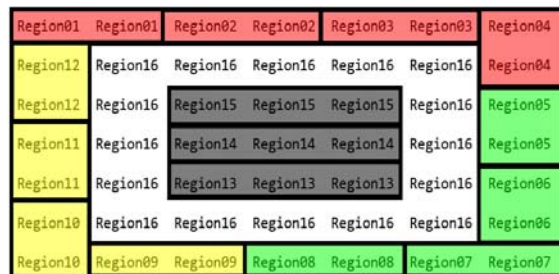 Region01 Region01 Region02 Region02 Region03 Region03 Region04
Region12 Region16 Region16 Region16 Region16 Region16 Region04
Region12 Region16 Region15 Region15 Region15 Region16 Region05
Region11 Region16 Region14 Region14 Region14 Region16 Region05
Region11 Region16 Region13 Region13 Region13 Region16 Region06
Region10 Region16 Region16 Region16 Region16 Region16 Region06
Region10 Region09 Region09 Region08 Region08 Region07 Region07